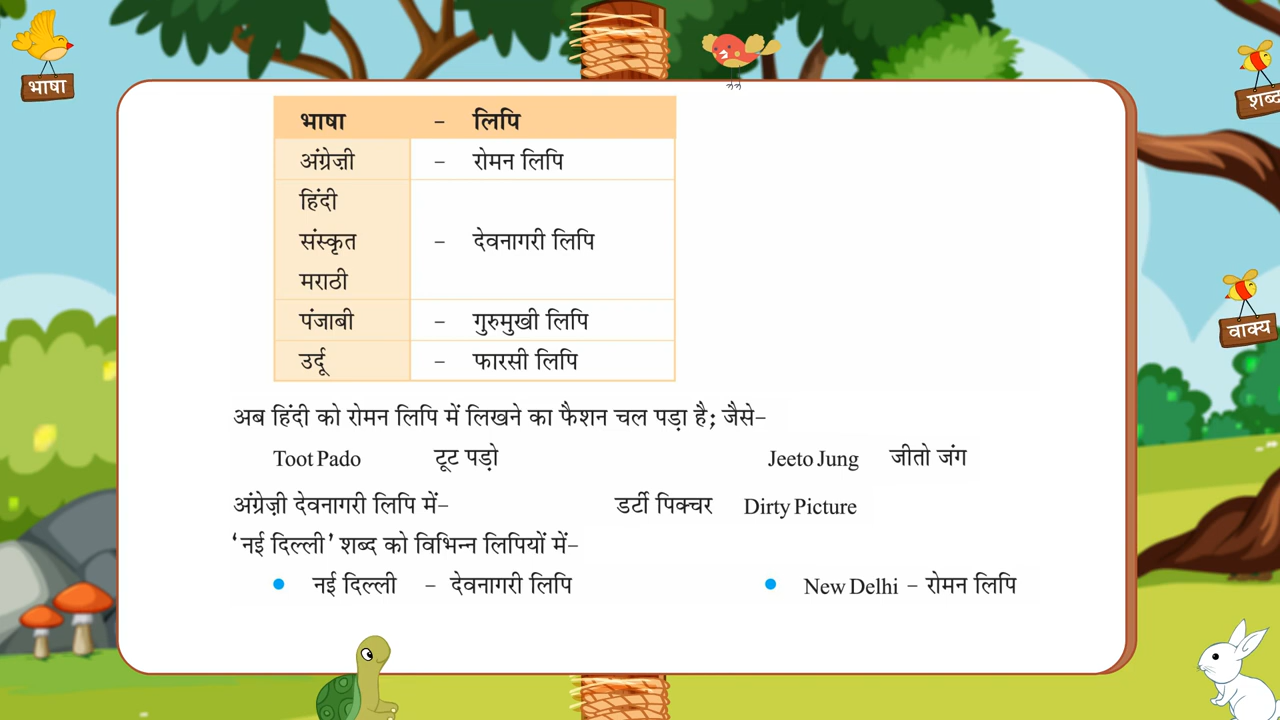 भाषा
शब्द
वाक्य
भाषा – लिपि
अंग्रेज़ी – रोमन लिपि
हिंदी
संस्कृत – देवनागरी लिपि
मराठी
पंजाबी – गुरुमुखी लिपि
उर्दू – फारसी लिपि
अब हिंदी को रोमन लिपि में लिखने का फैशन चल पड़ा है; जैसे–
Toot Pado टूट पड़ो Jeeto Jung जीतो जंग
अंग्रेज़ी देवनागरी लिपि में– डर्टी पिक्चर Dirty Picture
‘नई दिल्ली’ शब्द को विभिन्न लिपियों में–
• नई दिल्ली – देवनागरी लिपि • New Delhi – रोमन लिपि